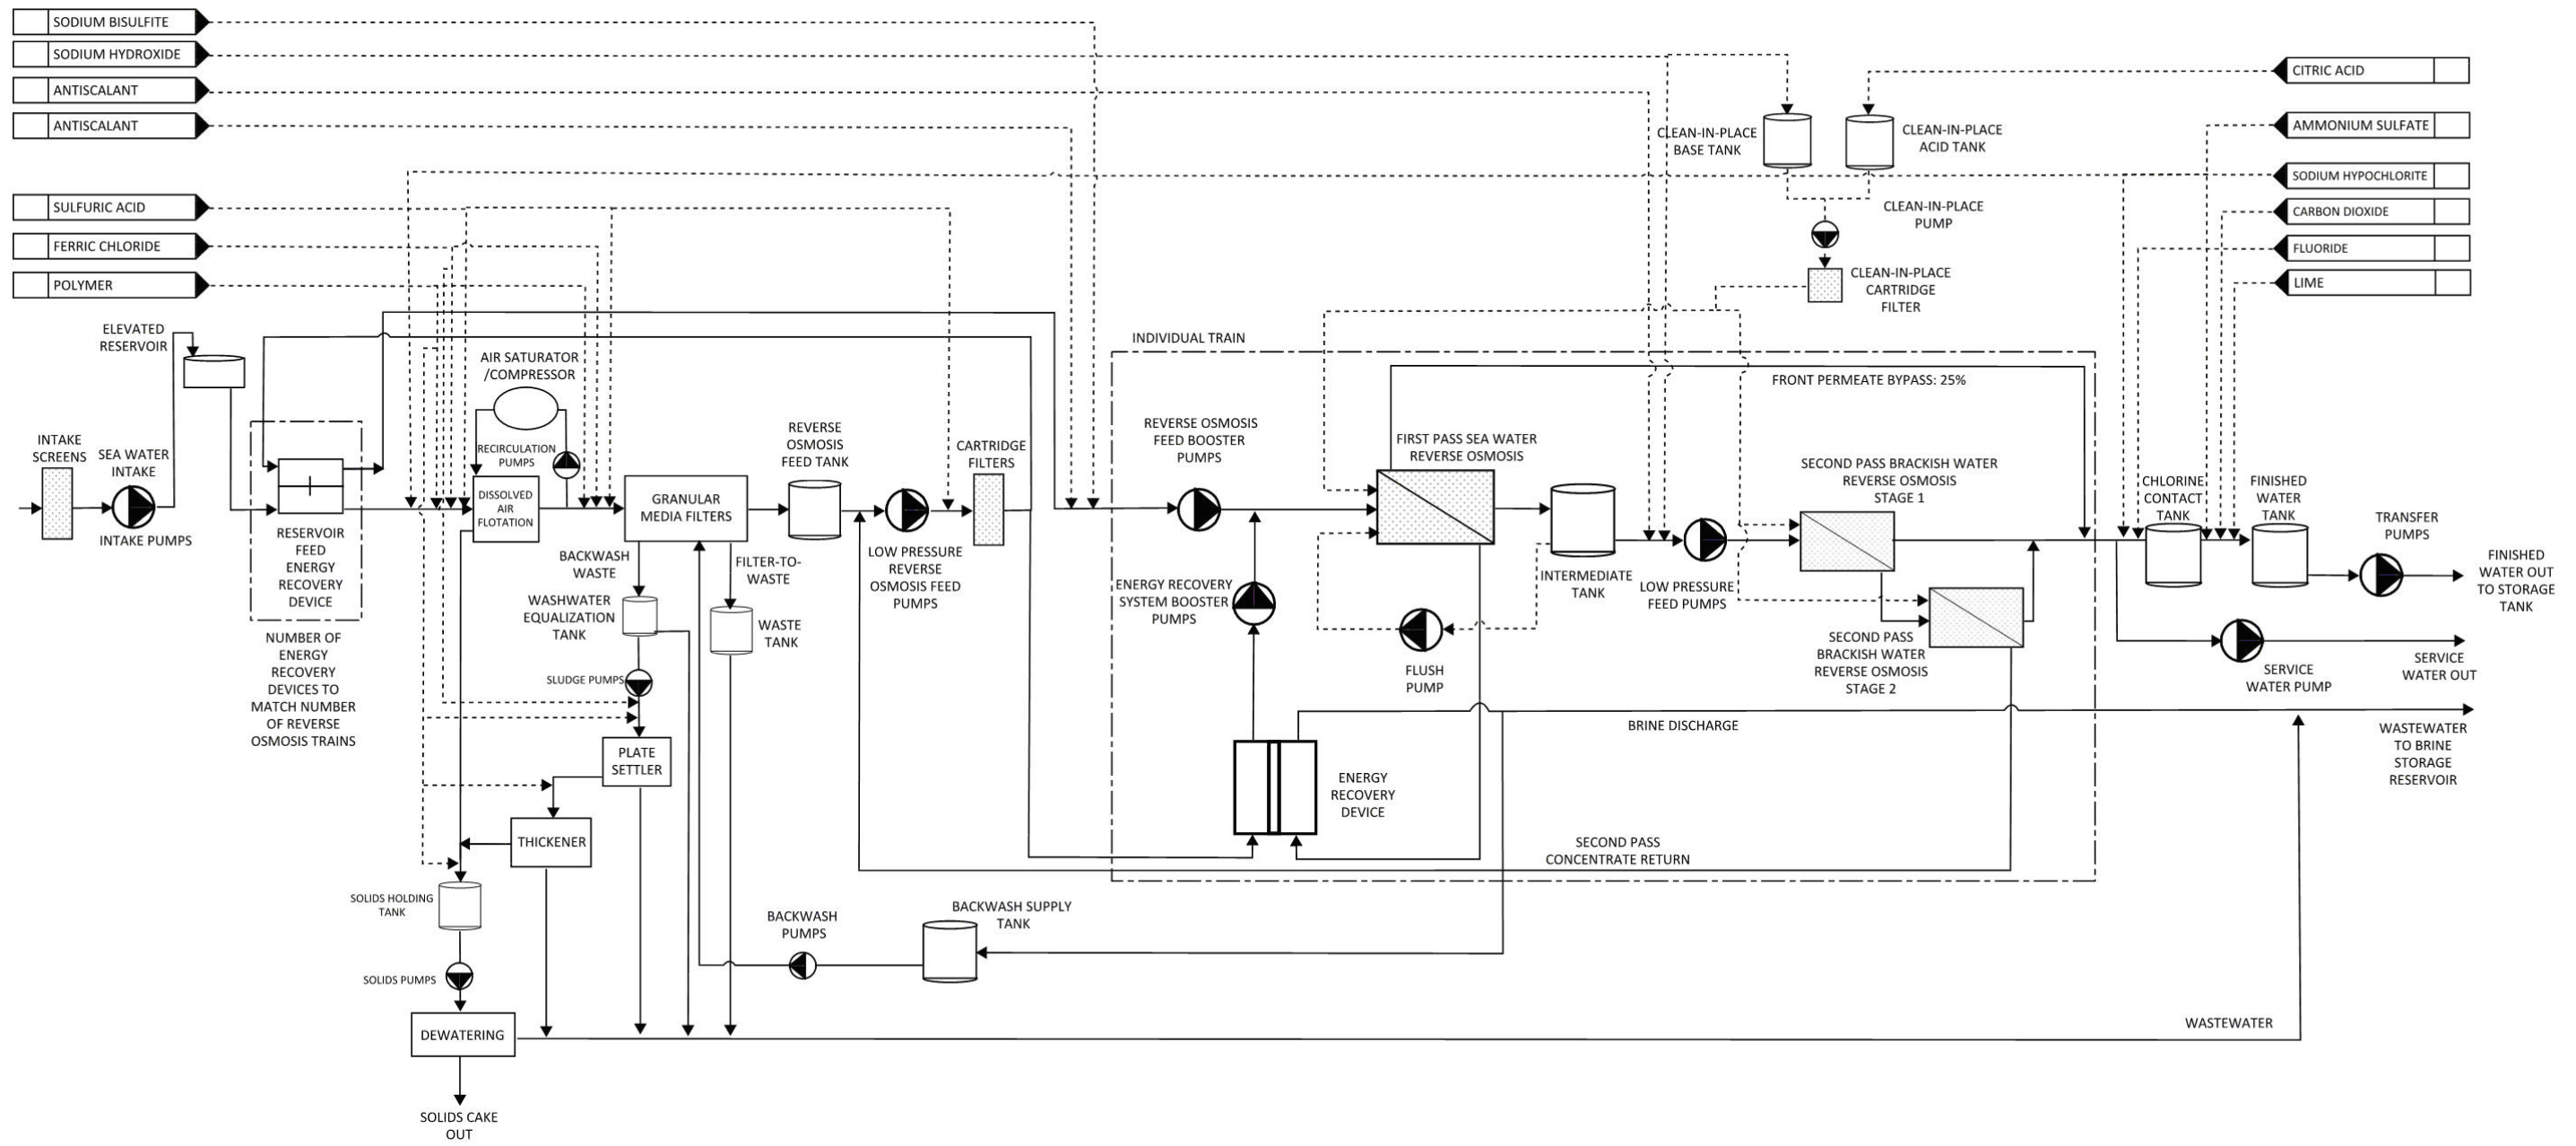 SODIUM BISULFITE
SODIUM HYDROXIDE
ANTISCALANT
ANTISCALANT
SULFURIC ACID
FERRIC CHLORIDE
POLYMER
CITRIC ACID
AMMONIUM SULFATE
SODIUM HYPOCHLORITE
CARBON DIOXIDE
FLUORIDE
LIME
CLEAN-IN-PLACE
BASE TANK
CLEAN-IN-PLACE
ACID TANK
CLEAN-IN-PLACE
PUMP
CLEAN-IN-PLACE
CARTRIDGE
FILTER
ELEVATED
RESERVOIR
INTAKE
SCREENS
SEA WATER
INTAKE
INTAKE PUMPS
RESERVOIR
FEED
ENERGY
RECOVERY
DEVICE
NUMBER OF
ENERGY
RECOVERY
DEVICES TO
MATCH NUMBER
OF REVERSE
OSMOSIS TRAINS
AIR SATURATOR
/COMPRESSOR
RECIRCULATION
PUMPS
DISSOLVED
AIR
FLOTATION
GRANULAR
MEDIA FILTERS
REVERSE
OSMOSIS
FEED TANK
CARTRIDGE
FILTERS
LOW PRESSURE
REVERSE
OSMOSIS FEED
PUMPS
BACKWASH
WASTE
FILTER-TO-
WASTE
WASHWATER
EQUALIZATION
TANK
WASTE
TANK
SLUDGE PUMPS
PLATE
SETTLER
THICKENER
SOLIDS HOLDING
TANK
SOLIDS PUMPS
DEWATERING
SOLIDS CAKE
OUT
BACKWASH
PUMPS
BACKWASH SUPPLY
TANK
INDIVIDUAL TRAIN
REVERSE OSMOSIS
FEED BOOSTER
PUMPS
ENERGY RECOVERY
SYSTEM BOOSTER
PUMPS
FIRST PASS SEA WATER
REVERSE OSMOSIS
FRONT PERMEATE BYPASS: 25%
INTERMEDIATE
TANK
FLUSH
PUMP
LOW PRESSURE
FEED PUMPS
SECOND PASS BRACKISH WATER
REVERSE OSMOSIS
STAGE 1
SECOND PASS
BRACKISH WATER
REVERSE OSMOSIS
STAGE 2
BRINE DISCHARGE
ENERGY
RECOVERY
DEVICE
SECOND PASS
CONCENTRATE RETURN
CHLORINE
CONTACT
TANK
FINISHED
WATER
TANK
TRANSFER
PUMPS
FINISHED
WATER OUT
TO STORAGE
TANK
SERVICE
WATER PUMP
SERVICE
WATER OUT
WASTEWATER
TO BRINE
STORAGE
RESERVOIR
WASTEWATER